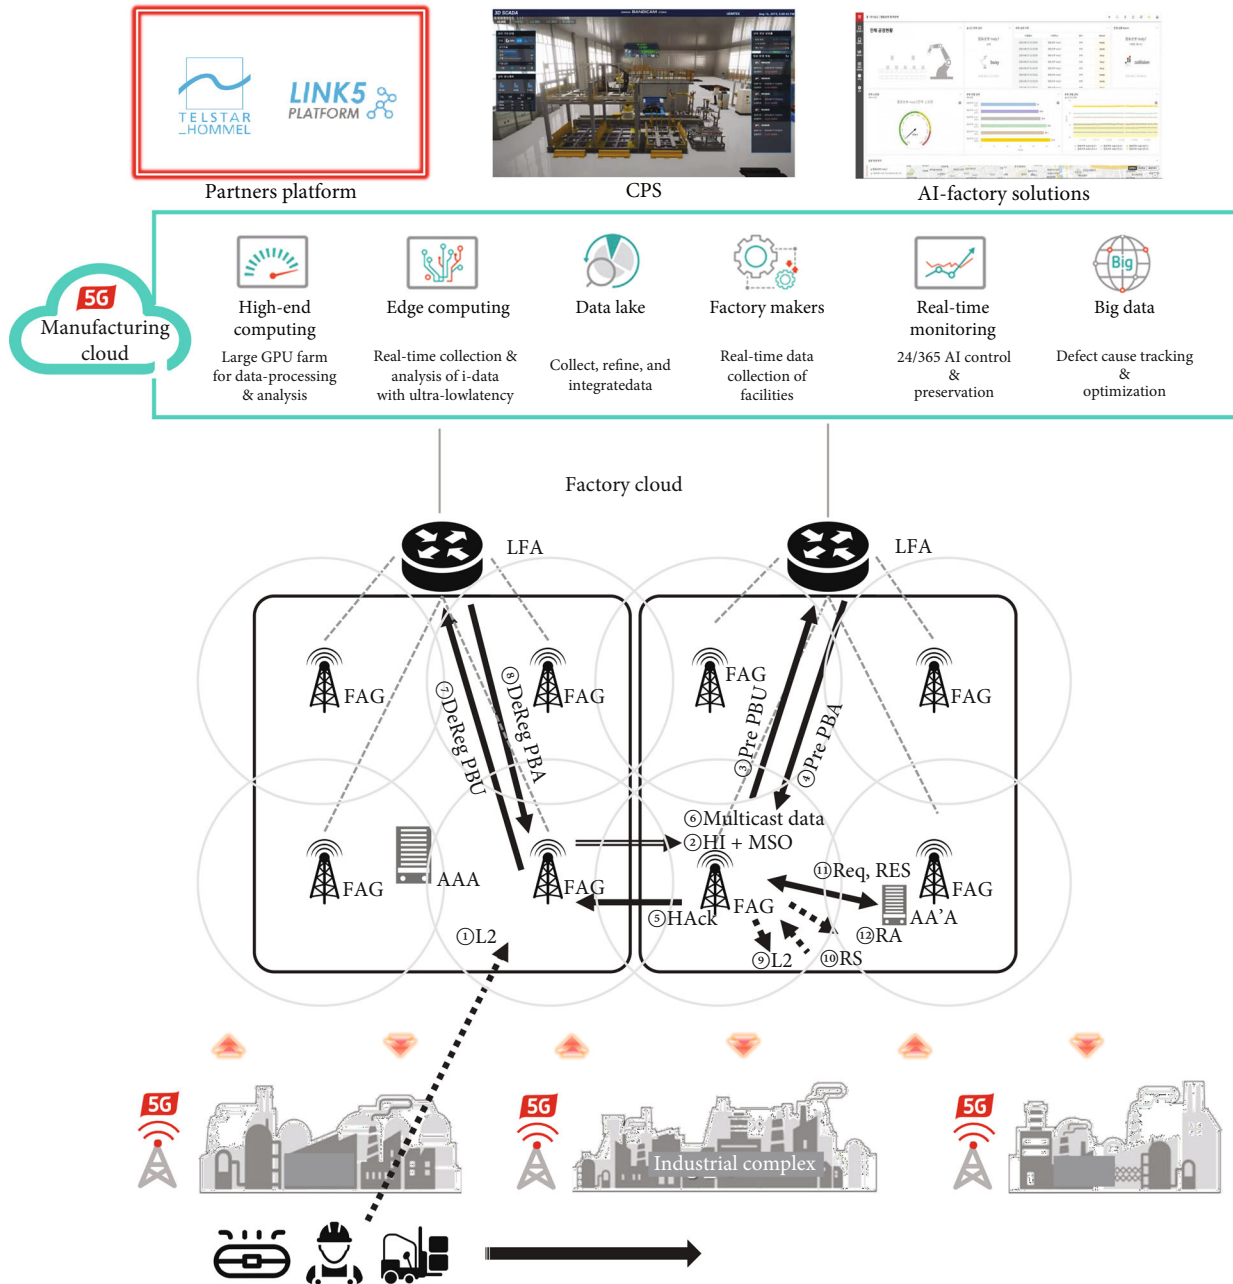 TELSTAR
_HOMMEL
LINK5
PLATFORM
3D SCADA
BANDICAM
Partners platform
CPS
AI-factory solutions
5G
Manufacturing
cloud
High-end
computing
Large GPU farm
for data-processing
& analysis
Edge computing
Real-time collection &
analysis of i-data
with ultra-lowlatency
Data lake
Collect, refine, and
integratedata
Factory makers
Real-time data
collection of
facilities
Real-time
monitoring
24/365 AI control
&
preservation
Big
Big data
Defect cause tracking
&
optimization
Factory cloud
LFA
LFA
FAG
FAG
FAG
FAG
⑦DeReg PBU
⑧DeReg PBA
③Pre PBU
④Pre PBA
⑥Multicast data
②HI + MSO
FAG
AAA
FAG
⑤HAck
FAG
⑪Req, RES
FAG
AA'A
⑫RA
①L2
⑨L2
⑩RS
5G
5G
5G
Industrial complex